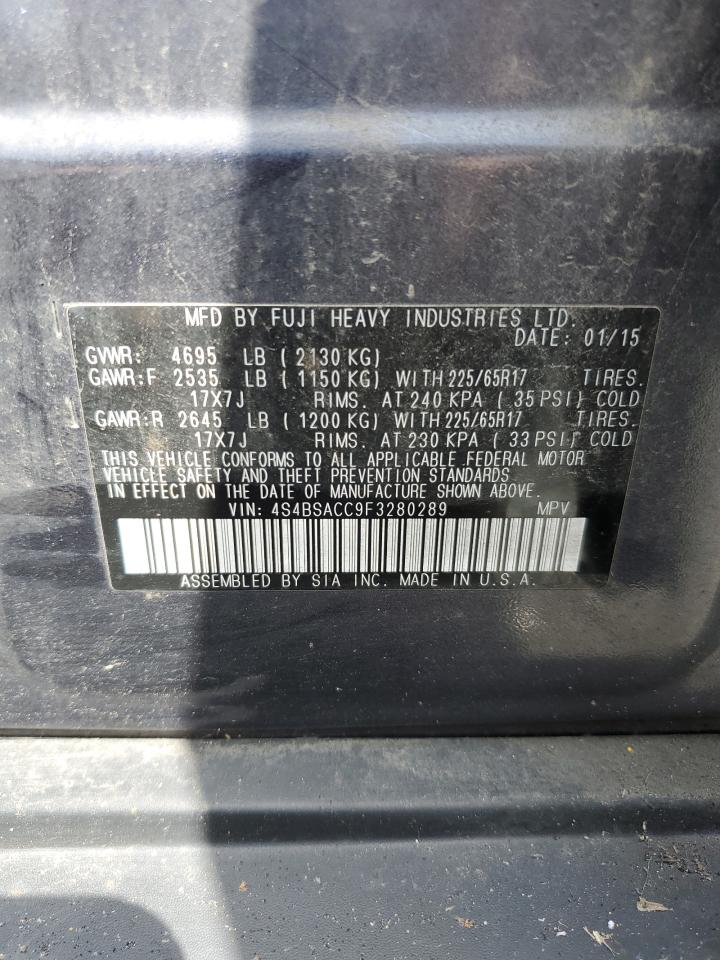 MFD BY FUJI HEAVY INDUSTRIES LTD.
DATE: 01/15
GVWR: 4695 LB ( 2130 KG)
GAWR:F 2535 LB ( 1150 KG) WITH 225/65R17 TIRES.
17X7J RIMS. AT 240 KPA ( 35 PSI) COLD
GAWR:R 2645 LB ( 1200 KG) WITH 225/65R17 TIRES.
17X7J RIMS. AT 230 KPA ( 33 PSI) COLD
THIS VEHICLE CONFORMS TO ALL APPLICABLE FEDERAL MOTOR
VEHICLE SAFETY AND THEFT PREVENTION STANDARDS
IN EFFECT ON THE DATE OF MANUFACTURE SHOWN ABOVE.
VIN: 4S4BSACC9F3280289 MPV
ASSEMBLED BY SIA INC. MADE IN U.S.A.